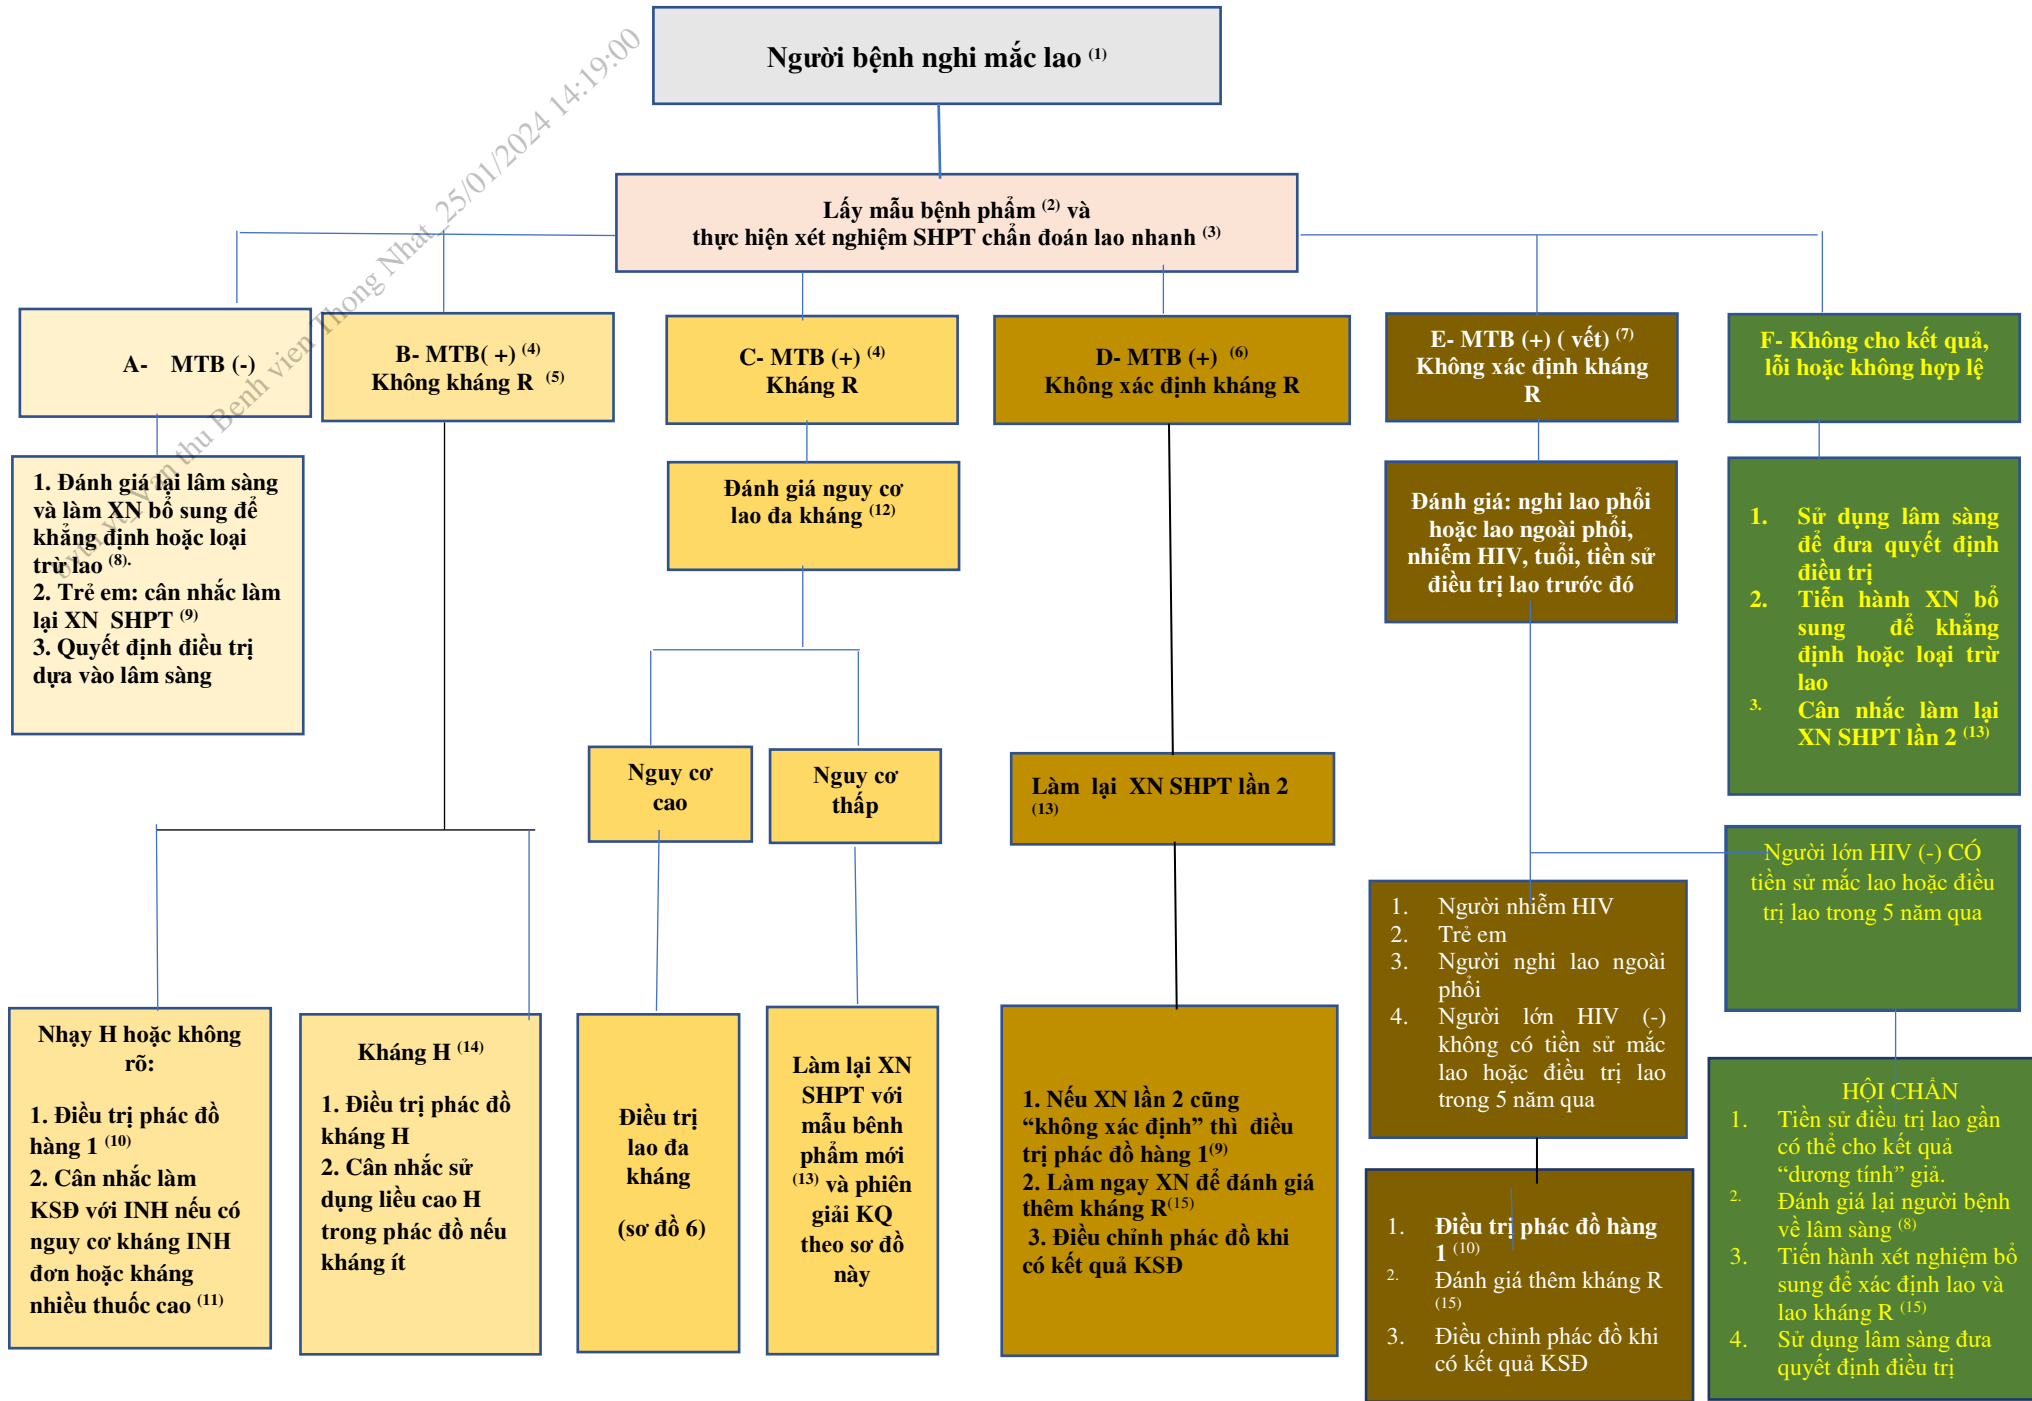 Người bệnh nghi mắc lao (1)
Lấy mẫu bệnh phẩm (2) và
thực hiện xét nghiệm SHPT chẩn đoán lao nhanh (3)
A- MTB (-)
B- MTB( +) (4)
Không kháng R (5)
C- MTB (+) (4)
Kháng R
D- MTB (+) (6)
Không xác định kháng R
E- MTB (+) ( vết) (7)
Không xác định kháng
R
F- Không cho kết quả,
lỗi hoặc không hợp lệ
1. Đánh giá lại lâm sàng
và làm XN bổ sung để
khẳng định hoặc loại
trừ lao (8).
2. Trẻ em: cân nhắc làm
lại XN SHPT (9)
3. Quyết định điều trị
dựa vào lâm sàng
Đánh giá nguy cơ
lao đa kháng (12)
Đánh giá: nghi lao phổi
hoặc lao ngoài phổi,
nhiễm HIV, tuổi, tiền sử
điều trị lao trước đó
1. Sử dụng lâm sàng
để đưa quyết định
điều trị
2. Tiến hành XN bổ
sung để khẳng
định hoặc loại trừ
lao
3. Cân nhắc làm lại
XN SHPT lần 2 (13)
Nguy cơ
cao
Nguy cơ
thấp
Làm lại XN SHPT lần 2
(13)
Người lớn HIV (-) CÓ
tiền sử mắc lao hoặc điều
trị lao trong 5 năm qua
1. Người nhiễm HIV
2. Trẻ em
3. Người nghi lao ngoài
phổi
4. Người lớn HIV (-)
không có tiền sử mắc
lao hoặc điều trị lao
trong 5 năm qua
Nhạy H hoặc không
rõ:
1. Điều trị phác đồ
hàng 1 (10)
2. Cân nhắc làm
KSĐ với INH nếu có
nguy cơ kháng INH
đơn hoặc kháng
nhiều thuốc cao (11)
Kháng H (14)
1. Điều trị phác đồ
kháng H
2. Cân nhắc sử
dụng liều cao H
trong phác đồ nếu
kháng ít
Điều trị
lao đa
kháng
(sơ đồ 6)
Làm lại XN
SHPT với
mẫu bênh
phẩm mới
(13) và phiên
giải KQ
theo sơ đồ
này
1. Nếu XN lần 2 cũng
“không xác định” thì điều
trị phác đồ hàng 1(9)
2. Làm ngay XN để đánh giá
thêm kháng R(15)
3. Điều chỉnh phác đồ khi
có kết quả KSĐ
1. Điều trị phác đồ hàng
1 (10)
2. Đánh giá thêm kháng R
(15)
3. Điều chỉnh phác đồ khi
có kết quả KSĐ
HỘI CHẨN
1. Tiền sử điều trị lao gần
có thể cho kết quả
“dương tính” giả.
2. Đánh giá lại người bệnh
về lâm sàng (8)
3. Tiến hành xét nghiệm bổ
sung để xác định lao và
lao kháng R (15)
4. Sử dụng lâm sàng đưa
quyết định điều trị
Van thu Benh vien Thong Nhat_25/01/2024 14:19:00